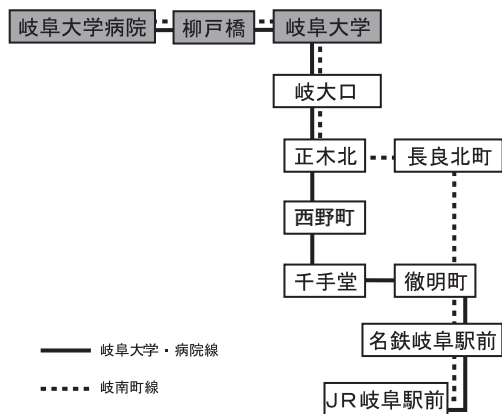 岐阜大学病院
柳戸橋
岐阜大学
岐大口
正木北
長良北町
西野町
千手堂
徹明町
名鉄岐阜駅前
JR岐阜駅前
岐阜大学・病院線
岐南町線